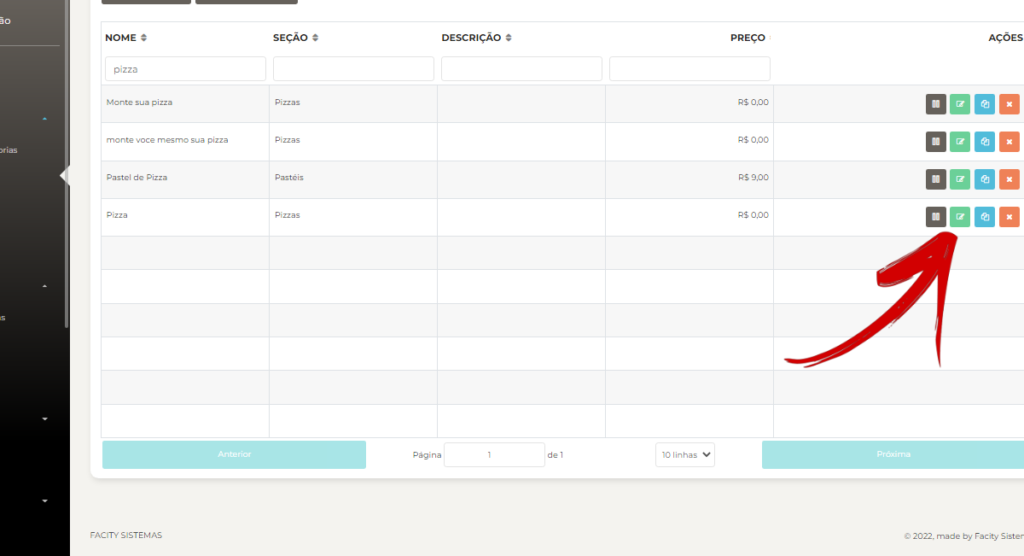 ão
NOME SEÇÃO DESCRIÇÃO PREÇO AÇÕES
pizza
Monte sua pizza Pizzas R$ 0,00
orias
monte voce mesmo sua pizza Pizzas R$ 0,00
Pastel de Pizza Pastéis R$ 9,00
Pizza Pizzas R$ 0,00
s
Anterior Página 1 de 1 10 linhas Próxima
FACITY SISTEMAS © 2022, made by Facity Sistem